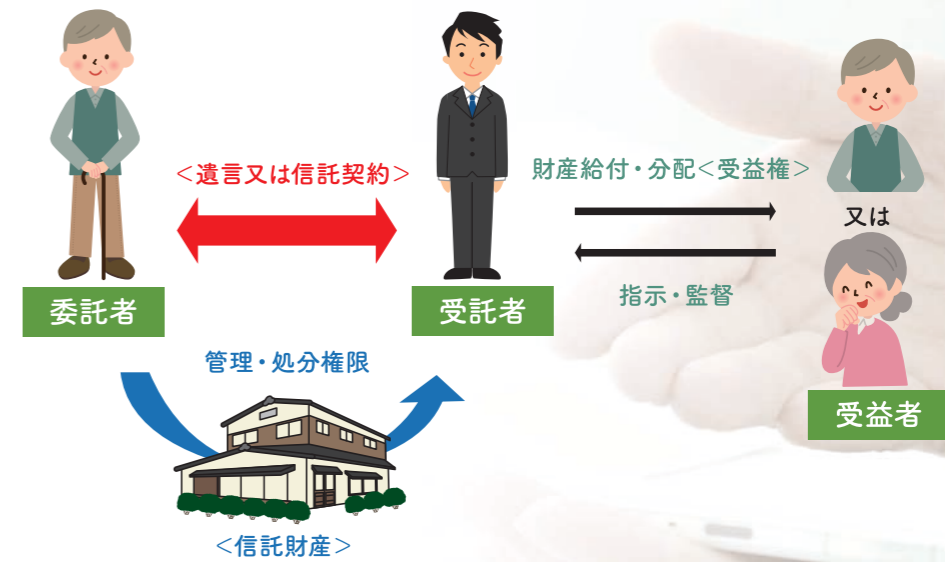 <遺言又は信託契約>
財産給付・分配<受益権>
又は
指示・監督
委託者
受託者
管理・処分権限
受益者
<信託財産>